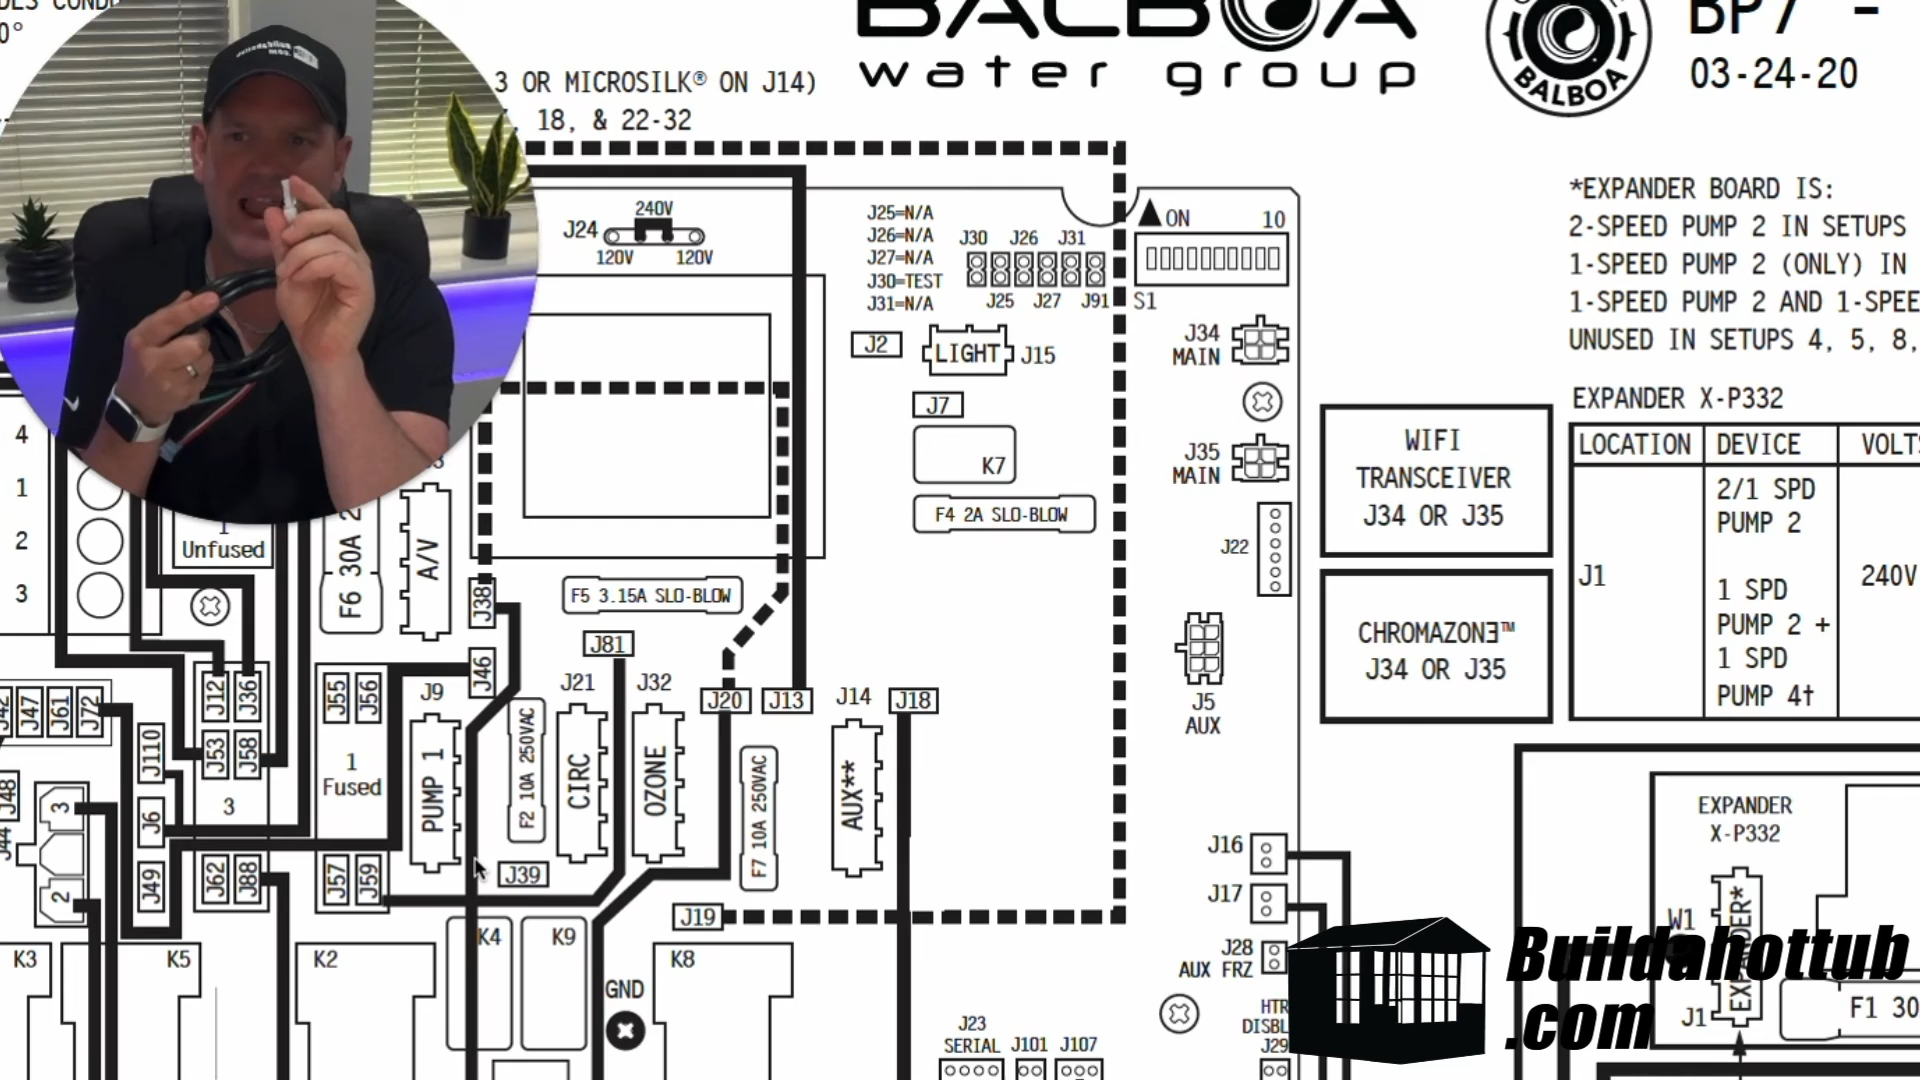 BALBOA
water group
BALBOA
BP7 -
03-24-20
0°
3 OR MICROSILK® ON J14)
18, & 22-32
*EXPANDER BOARD IS:
2-SPEED PUMP 2 IN SETUPS
1-SPEED PUMP 2 (ONLY) IN
1-SPEED PUMP 2 AND 1-SPEE
UNUSED IN SETUPS 4, 5, 8,
EXPANDER X-P332
LOCATION DEVICE
J1
2/1 SPD
PUMP 2
1 SPD
PUMP 2 +
1 SPD
PUMP 4†
240V
J24
240V
120V 120V
J25=N/A
J26=N/A
J27=N/A
J30=TEST
J31=N/A
J30 J26 J31
J25 J27 J91
ON 10
S1
J2
LIGHT J15
J7
K7
F4 2A SLO-BLOW
J34
MAIN
J35
MAIN
J22
J5
AUX
WIFI
TRANSCEIVER
J34 OR J35
CHROMAZONE™
J34 OR J35
4
1
2
3
1
Unfused
F6 30A 2
A/V
J38
F5 3.15A SLO-BLOW
J81
J46
J9
PUMP 1
F2 10A 250VAC
J21
CIRC
J32
OZONE
J20
J13
J14
AUX**
J18
F7 10A 250VAC
J39
J19
J47
J61
J72
J12
J36
J53
J58
J55
J56
1
Fused
J110
J6
J49
3
J62
J88
J57
J59
J48
J44
3
2
K3
K5
K2
K4
K9
K8
GND
J23
SERIAL
J101
J107
J16
J17
J28
AUX FRZ
HTR
DISBL
J29
EXPANDER
X-P332
EXPANDER*
W1
J1
F1 30
Buildahottub
.com